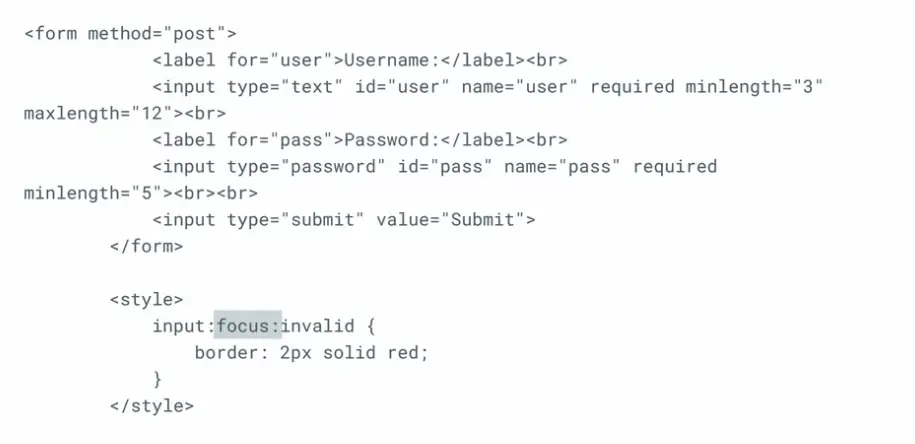 <form method="post">
<label for="user">Username:</label><br>
<input type="text" id="user" name="user" required minlength="3"
maxlength="12"><br>
<label for="pass">Password:</label><br>
<input type="password" id="pass" name="pass" required
minlength="5"><br><br>
<input type="submit" value="Submit">
</form>
<style>
input:focus:invalid {
border: 2px solid red;
}
</style>